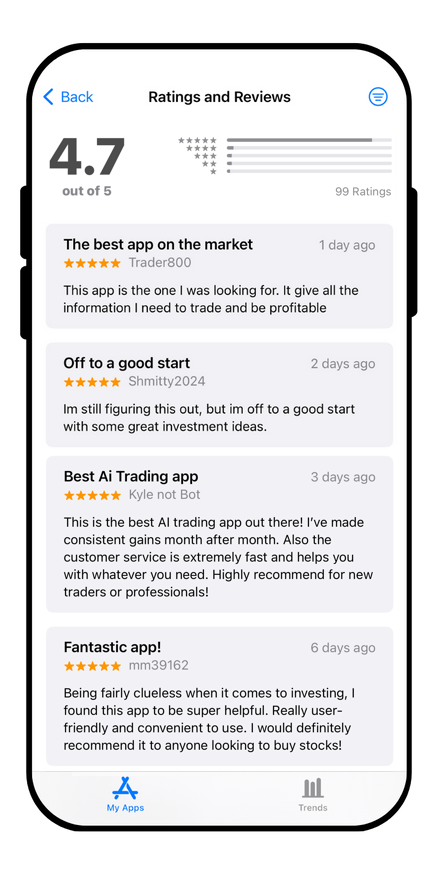 Back
Ratings and Reviews
4.7
out of 5
99 Ratings
The best app on the market
1 day ago
Trader800
This app is the one I was looking for. It give all the
information I need to trade and be profitable
Off to a good start
2 days ago
Shmitty2024
Im still figuring this out, but im off to a good start
with some great investment ideas.
Best Ai Trading app
3 days ago
Kyle not Bot
This is the best AI trading app out there! I've made
consistent gains month after month. Also the
customer service is extremely fast and helps you
with whatever you need. Highly recommend for new
traders or professionals!
Fantastic app!
6 days ago
mm39162
Being fairly clueless when it comes to investing, I
found this app to be super helpful. Really user-
friendly and convenient to use. I would definitely
recommend it to anyone looking to buy stocks!
My Apps
Trends